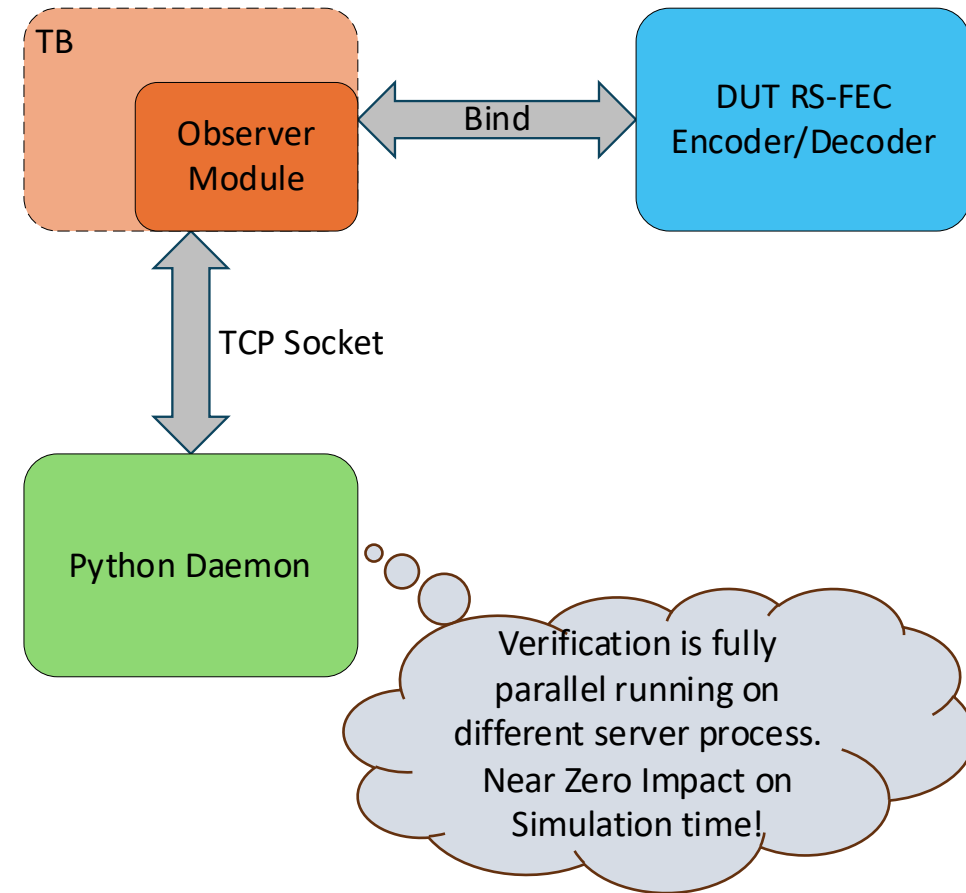 TB
Observer
Module
Bind
DUT RS-FEC
Encoder/Decoder
TCP Socket
Python Daemon
Verification is fully
parallel running on
different server process.
Near Zero Impact on
Simulation time!